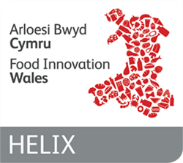 Arloesi Bwyd
Cymru
Food Innovation
Wales
HELIX